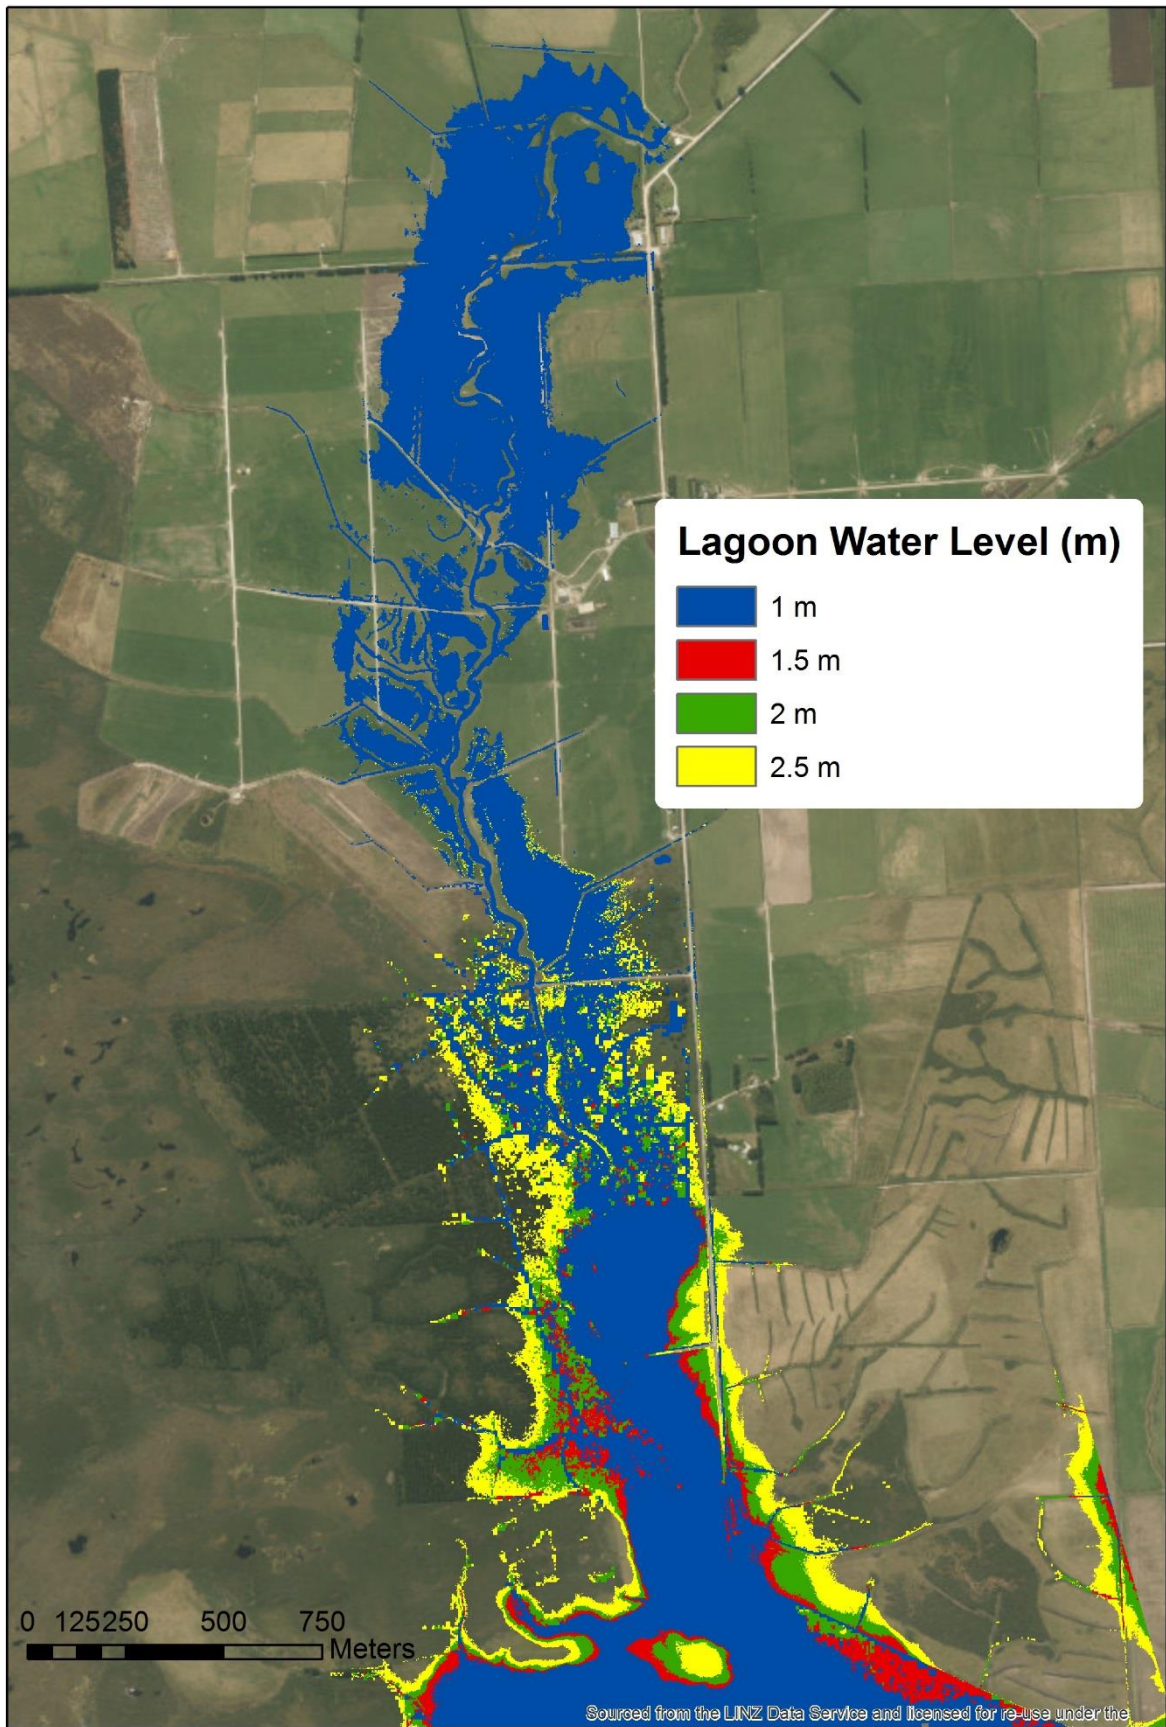 Lagoon Water Level (m)
1 m
1.5 m
2 m
2.5 m
0 125250 500 750
Meters
Sourced from the LINZ Data Service and licensed for re-use under the